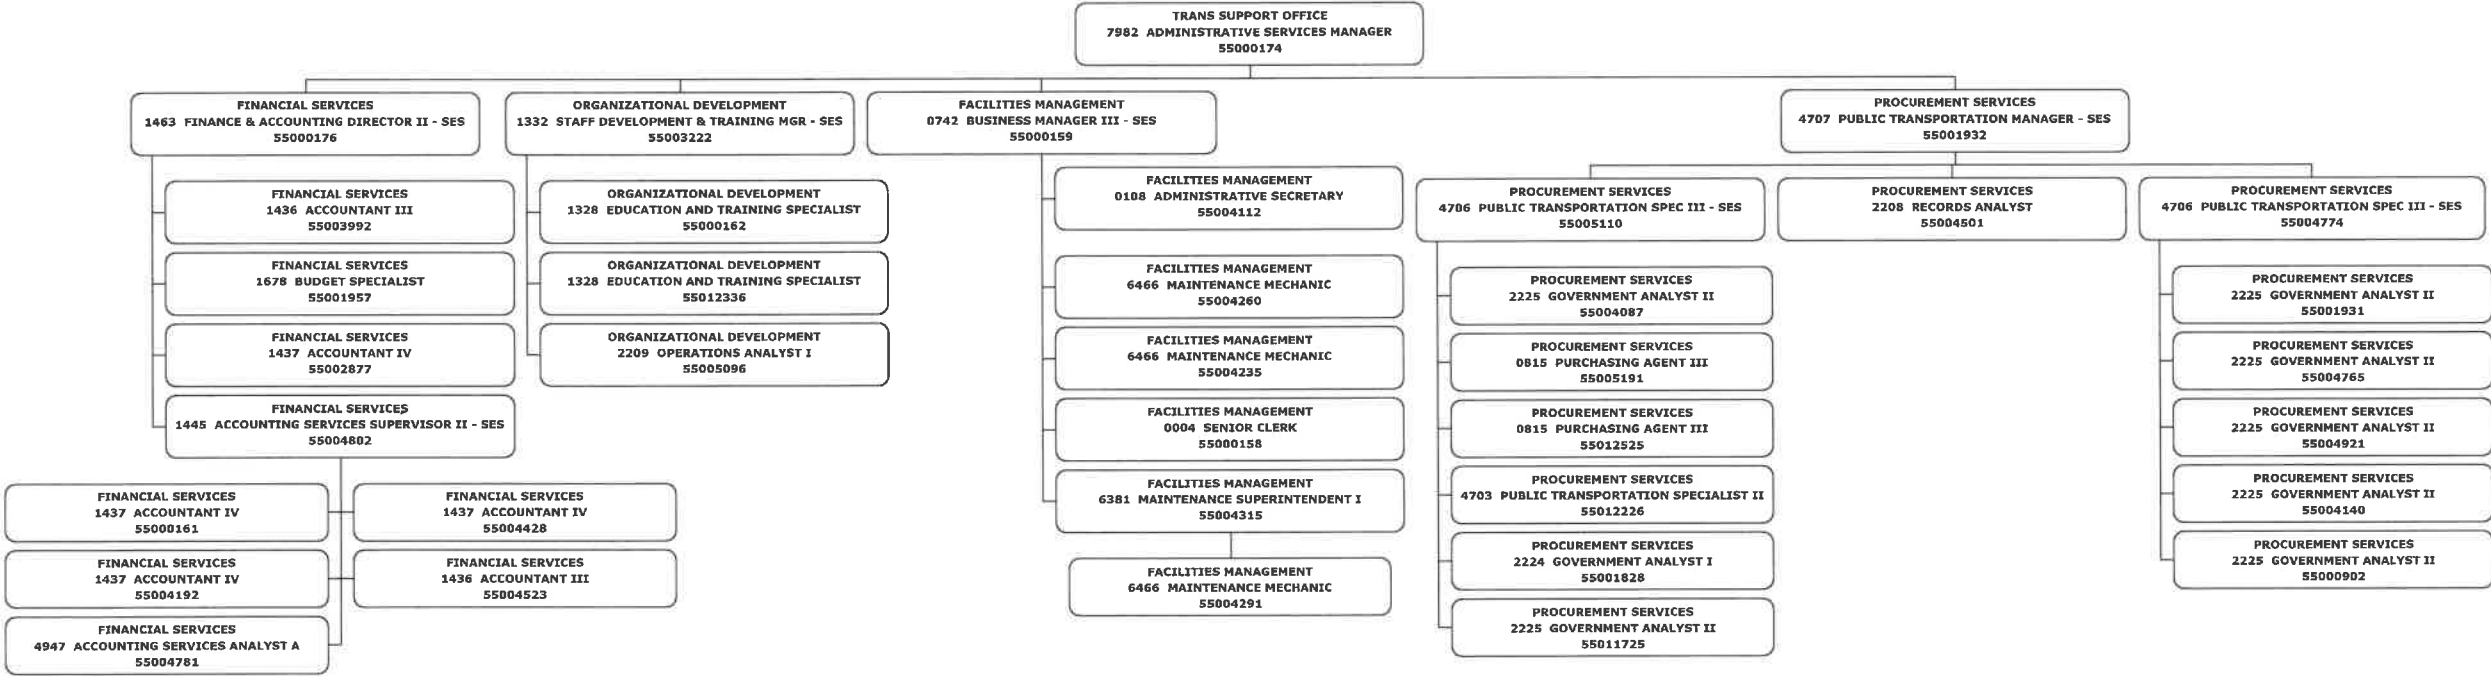 TRANS SUPPORT OFFICE
7982 ADMINISTRATIVE SERVICES MANAGER
55000174
FINANCIAL SERVICES
1463 FINANCE & ACCOUNTING DIRECTOR II - SES
55000176
FINANCIAL SERVICES
1436 ACCOUNTANT III
55003992
FINANCIAL SERVICES
1678 BUDGET SPECIALIST
55001957
FINANCIAL SERVICES
1437 ACCOUNTANT IV
55002877
FINANCIAL SERVICES
1445 ACCOUNTING SERVICES SUPERVISOR II - SES
55004802
FINANCIAL SERVICES
1437 ACCOUNTANT IV
55000161
FINANCIAL SERVICES
1437 ACCOUNTANT IV
55004428
FINANCIAL SERVICES
1437 ACCOUNTANT IV
55004192
FINANCIAL SERVICES
1436 ACCOUNTANT III
55004523
FINANCIAL SERVICES
4947 ACCOUNTING SERVICES ANALYST A
55004781
ORGANIZATIONAL DEVELOPMENT
1332 STAFF DEVELOPMENT & TRAINING MGR - SES
55003222
ORGANIZATIONAL DEVELOPMENT
1328 EDUCATION AND TRAINING SPECIALIST
55000162
ORGANIZATIONAL DEVELOPMENT
1328 EDUCATION AND TRAINING SPECIALIST
55012336
ORGANIZATIONAL DEVELOPMENT
2209 OPERATIONS ANALYST I
55005096
FACILITIES MANAGEMENT
0742 BUSINESS MANAGER III - SES
55000159
FACILITIES MANAGEMENT
0108 ADMINISTRATIVE SECRETARY
55004112
FACILITIES MANAGEMENT
6466 MAINTENANCE MECHANIC
55004260
FACILITIES MANAGEMENT
6466 MAINTENANCE MECHANIC
55004235
FACILITIES MANAGEMENT
0004 SENIOR CLERK
55000158
FACILITIES MANAGEMENT
6381 MAINTENANCE SUPERINTENDENT I
55004315
FACILITIES MANAGEMENT
6466 MAINTENANCE MECHANIC
55004291
PROCUREMENT SERVICES
4707 PUBLIC TRANSPORTATION MANAGER - SES
55001932
PROCUREMENT SERVICES
4706 PUBLIC TRANSPORTATION SPEC III - SES
55005110
PROCUREMENT SERVICES
2225 GOVERNMENT ANALYST II
55004087
PROCUREMENT SERVICES
0815 PURCHASING AGENT III
55005191
PROCUREMENT SERVICES
0815 PURCHASING AGENT III
55012525
PROCUREMENT SERVICES
4703 PUBLIC TRANSPORTATION SPECIALIST II
55012226
PROCUREMENT SERVICES
2224 GOVERNMENT ANALYST I
55001828
PROCUREMENT SERVICES
2225 GOVERNMENT ANALYST II
55011725
PROCUREMENT SERVICES
2208 RECORDS ANALYST
55004501
PROCUREMENT SERVICES
4706 PUBLIC TRANSPORTATION SPEC III - SES
55004774
PROCUREMENT SERVICES
2225 GOVERNMENT ANALYST II
55001931
PROCUREMENT SERVICES
2225 GOVERNMENT ANALYST II
55004765
PROCUREMENT SERVICES
2225 GOVERNMENT ANALYST II
55004921
PROCUREMENT SERVICES
2225 GOVERNMENT ANALYST II
55004140
PROCUREMENT SERVICES
2225 GOVERNMENT ANALYST II
55000902